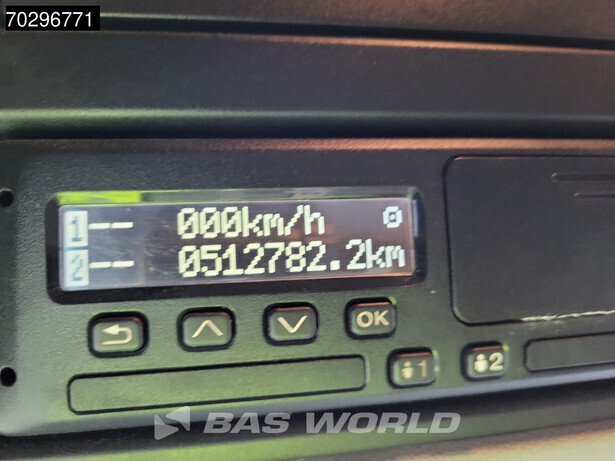 70296771
1-- 000km/h
2-- 0512782.2km
OK
1 2
BAS WORLD